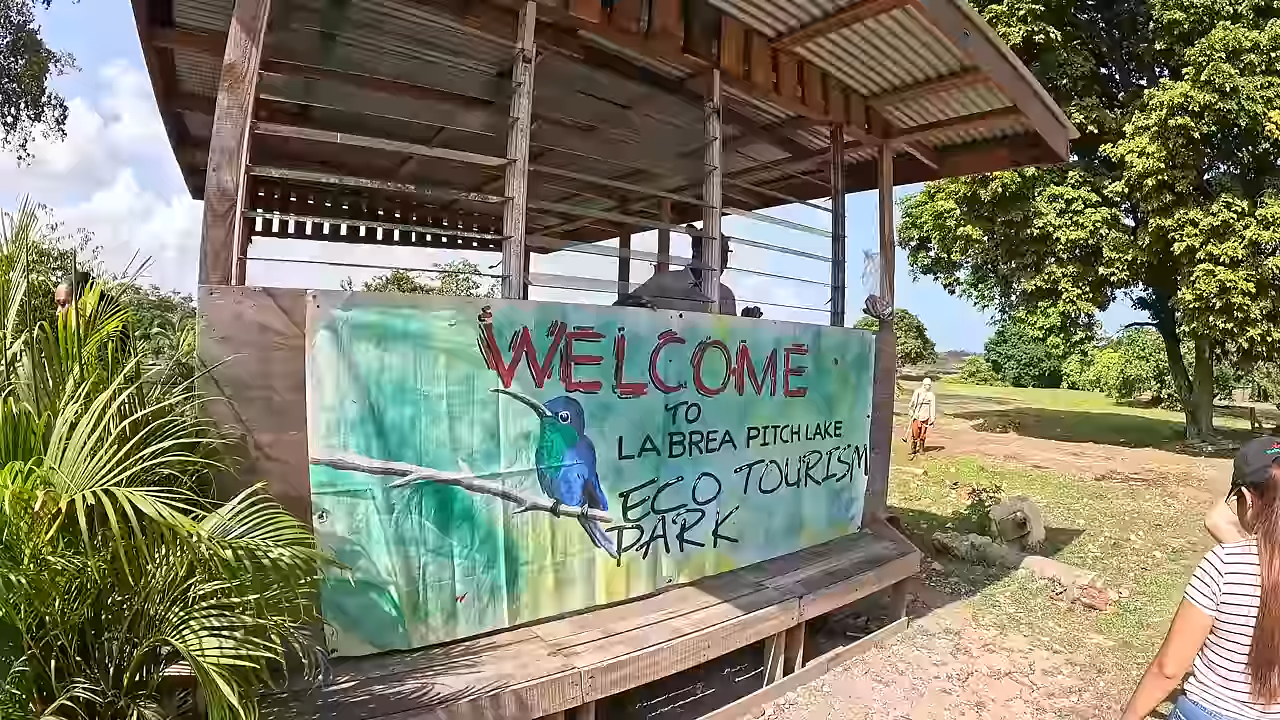 WELCOME
TO
LA BREA PITCH LAKE
ECO TOURISM
PARK